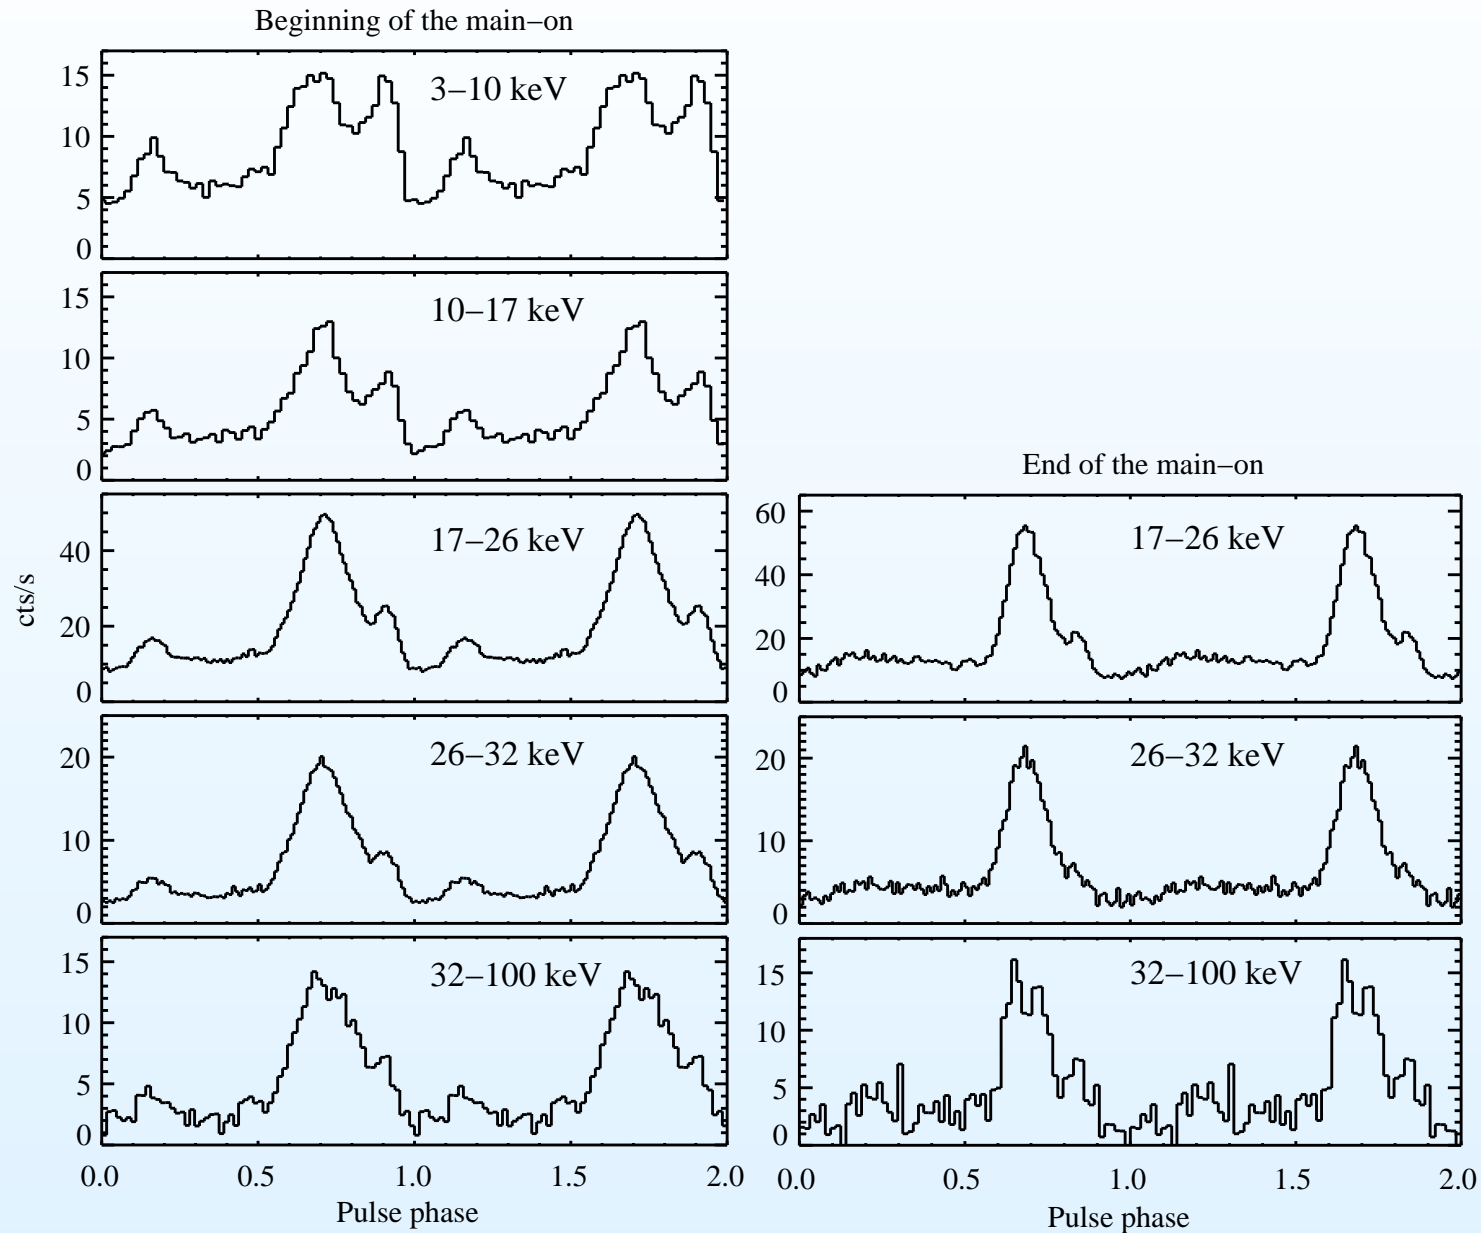 Beginning of the main−on
3−10 keV
15
10
5
0
10−17 keV
15
10
5
0
17−26 keV
40
20
0
cts/s
26−32 keV
20
10
0
32−100 keV
15
10
5
0
0.0 0.5 1.0 1.5 2.0
Pulse phase
End of the main−on
17−26 keV
60
40
20
0
26−32 keV
20
10
0
32−100 keV
15
10
5
0
0.0 0.5 1.0 1.5 2.0
Pulse phase